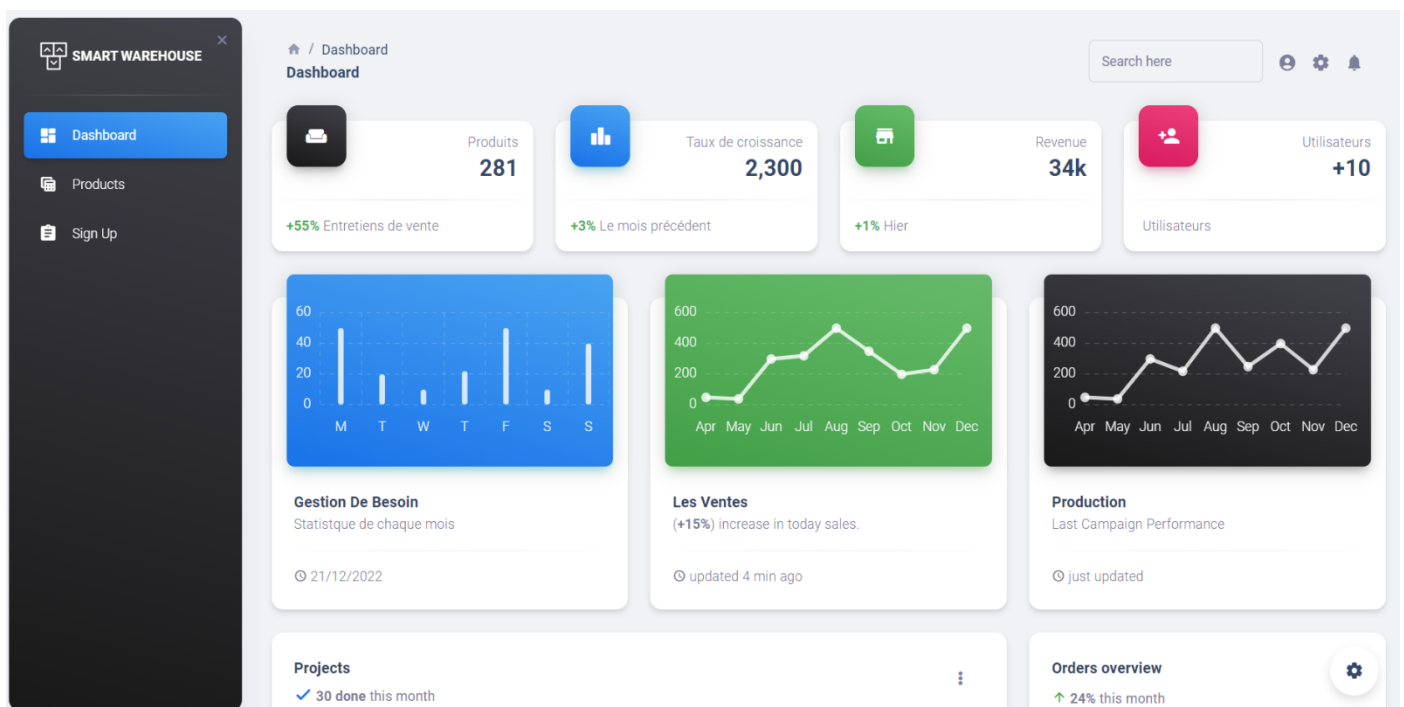 SMART WAREHOUSE
Dashboard
Products
Sign Up
/ Dashboard
Dashboard
Search here
Produits
281
+55% Entretiens de vente
Taux de croissance
2,300
+3% Le mois précédent
Revenue
34k
+1% Hier
Utilisateurs
+10
Utilisateurs
60
40
20
0
M T W T F S S
Gestion De Besoin
Statistque de chaque mois
21/12/2022
600
400
200
0
Apr May Jun Jul Aug Sep Oct Nov Dec
Les Ventes
(+15%) increase in today sales.
updated 4 min ago
600
400
200
0
Apr May Jun Jul Aug Sep Oct Nov Dec
Production
Last Campaign Performance
just updated
Projects
30 done this month
Orders overview
24% this month